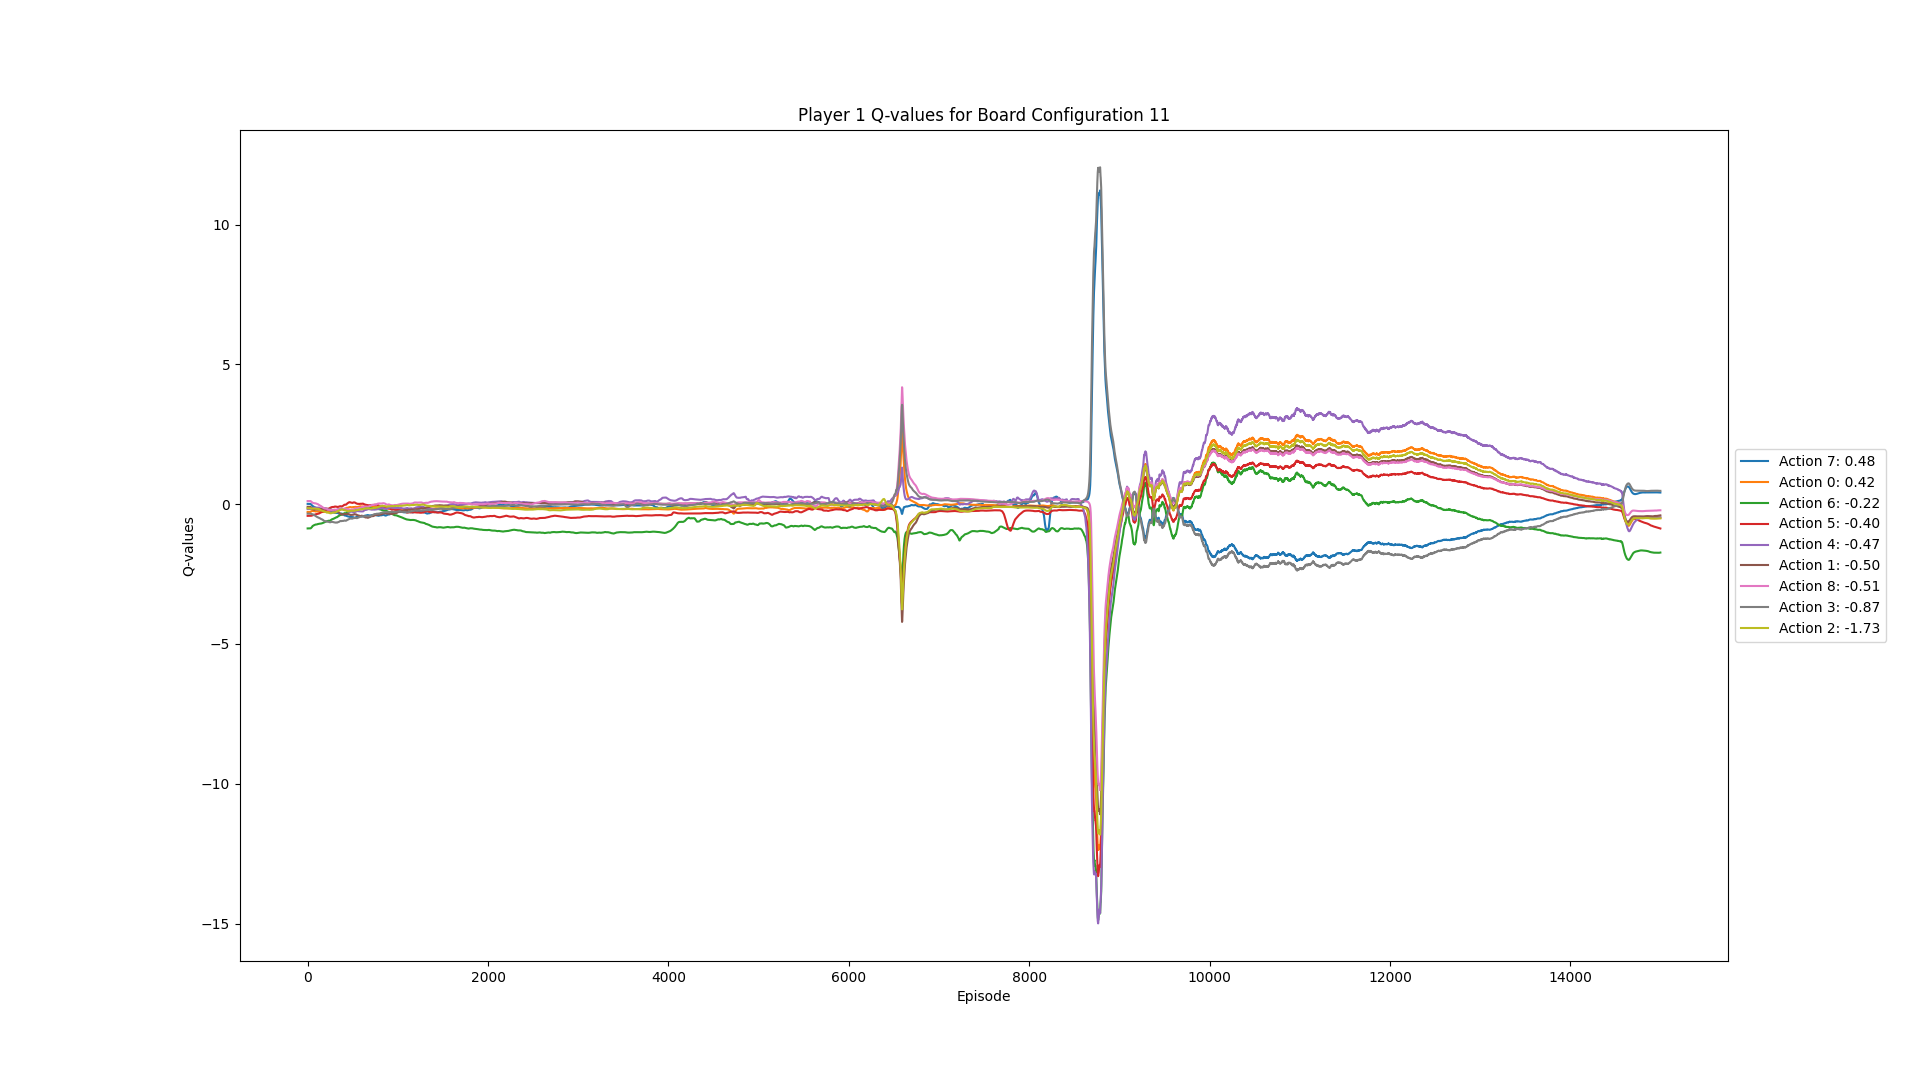 Player 1 Q-values for Board Configuration 11
10
5
0
−5
−10
−15
Q-values
0 2000 4000 6000 8000 10000 12000 14000
Episode
Action 7: 0.48
Action 0: 0.42
Action 6: -0.22
Action 5: -0.40
Action 4: -0.47
Action 1: -0.50
Action 8: -0.51
Action 3: -0.87
Action 2: -1.73